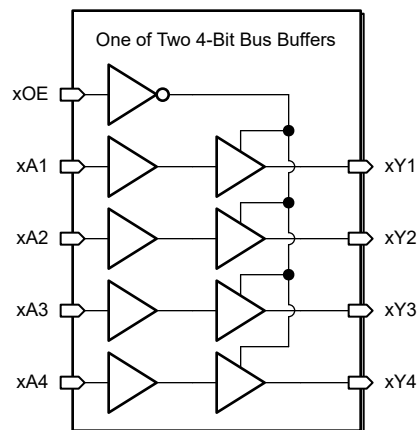 One of Two 4-Bit Bus Buffers
xOE
xA1
xY1
xA2
xY2
xA3
xY3
xA4
xY4